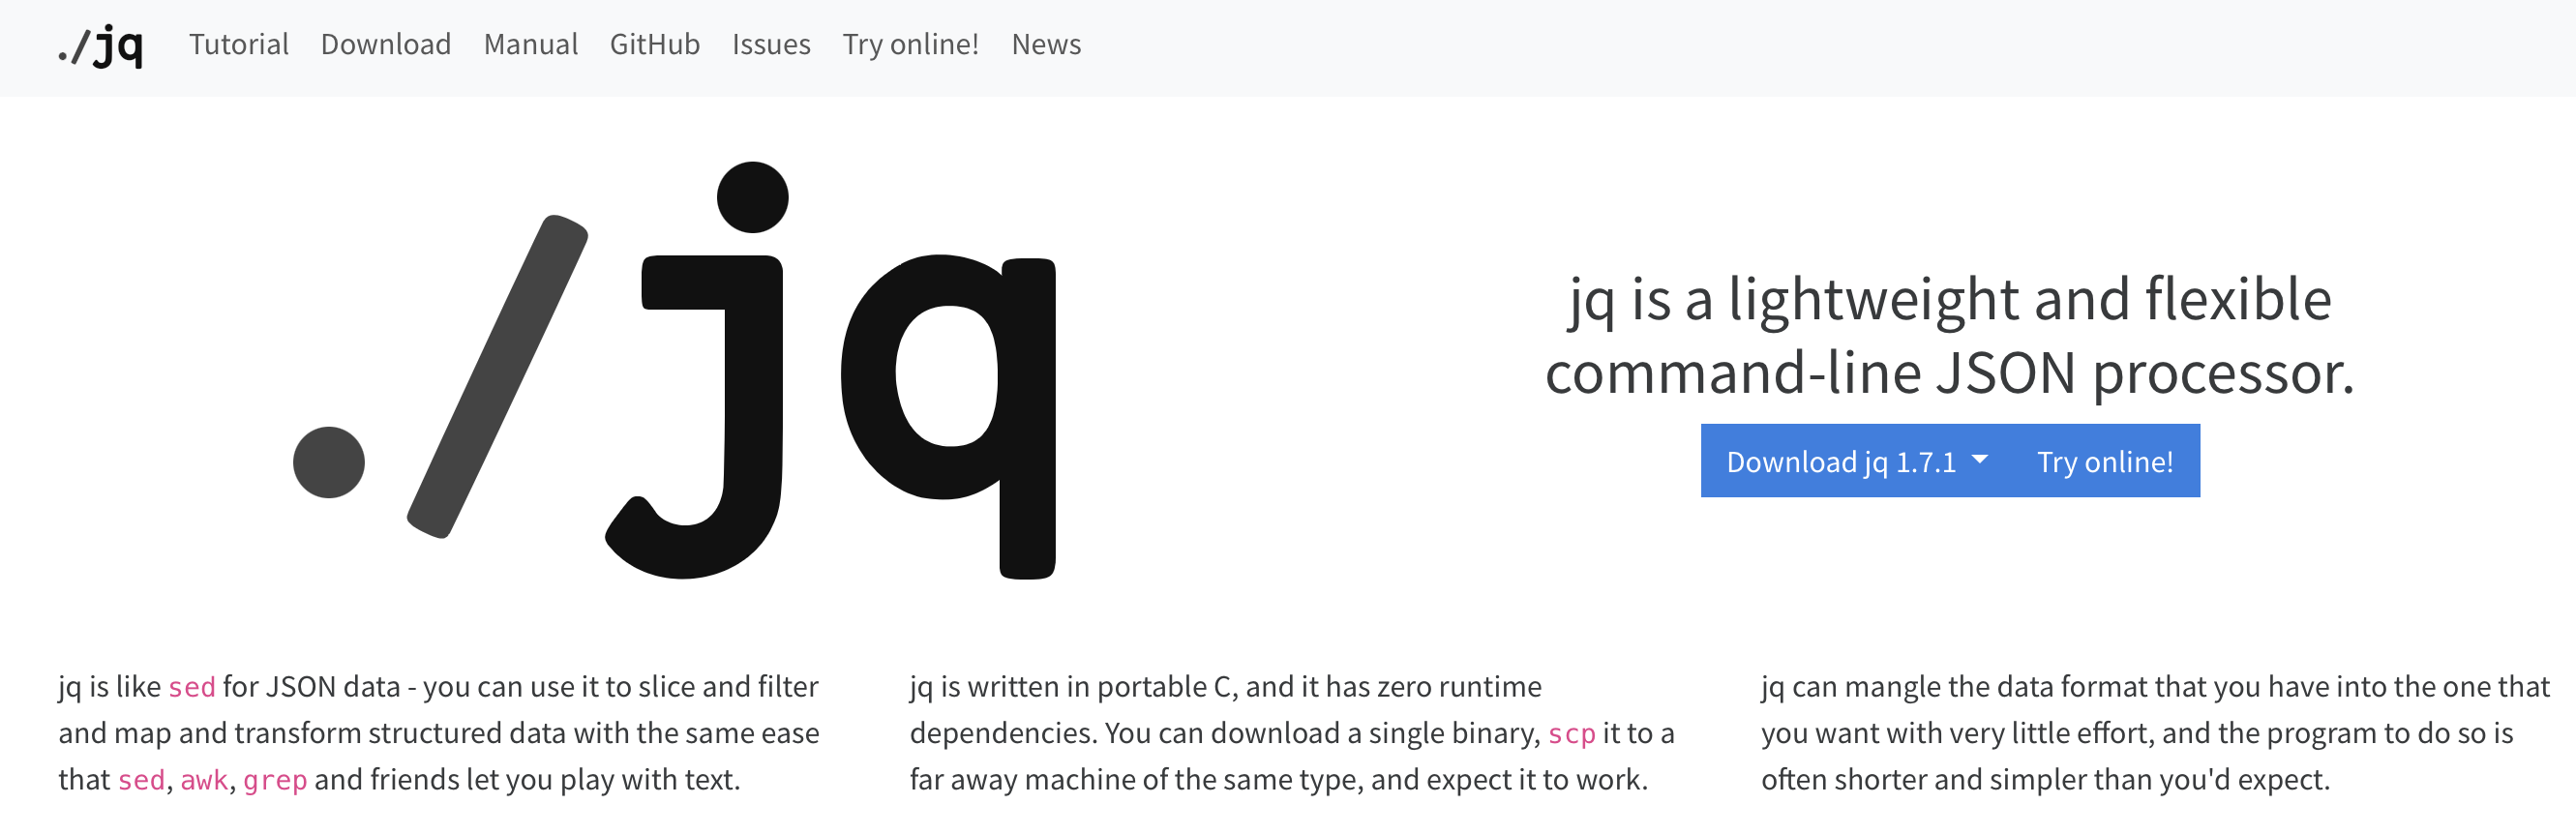 ./jq Tutorial Download Manual GitHub Issues Try online! News
./jq
jq is a lightweight and flexible
command-line JSON processor.
Download jq 1.7.1 Try online!
jq is like sed for JSON data - you can use it to slice and filter
and map and transform structured data with the same ease
that sed, awk, grep and friends let you play with text.
jq is written in portable C, and it has zero runtime
dependencies. You can download a single binary, scp it to a
far away machine of the same type, and expect it to work.
jq can mangle the data format that you have into the one that
you want with very little effort, and the program to do so is
often shorter and simpler than you'd expect.